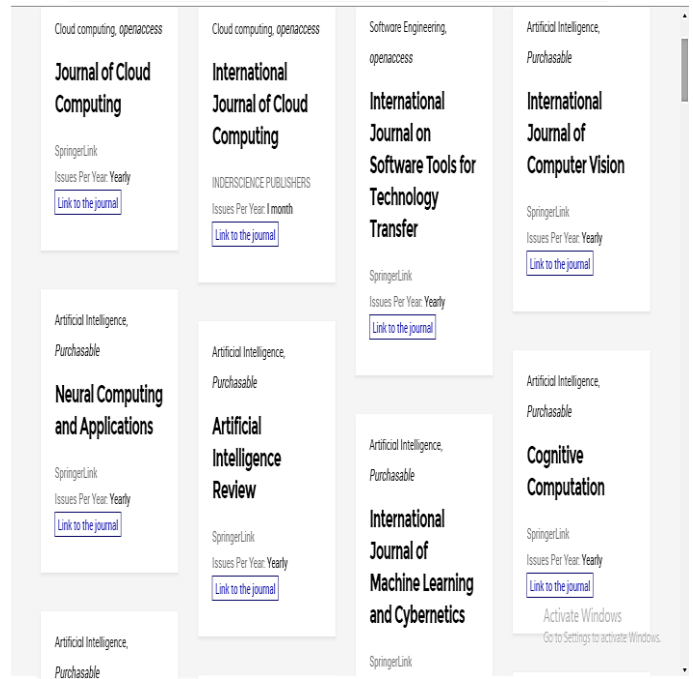 Cloud computing, openaccess
Journal of Cloud
Computing
SpringerLink
Issues Per Year: Yearly
Link to the journal
Artificial Intelligence,
Purchasable
Neural Computing
and Applications
SpringerLink
Issues Per Year: Yearly
Link to the journal
Artificial Intelligence,
Purchasable
Cloud computing, openaccess
International
Journal of Cloud
Computing
INDERSCIENCE PUBLISHERS
Issues Per Year: 1 month
Link to the journal
Artificial Intelligence,
Purchasable
Artificial
Intelligence
Review
SpringerLink
Issues Per Year: Yearly
Link to the journal
Software Engineering,
openaccess
International
Journal on
Software Tools for
Technology
Transfer
SpringerLink
Issues Per Year: Yearly
Link to the journal
Artificial Intelligence,
Purchasable
International
Journal of
Machine Learning
and Cybernetics
SpringerLink
Artificial Intelligence,
Purchasable
International
Journal of
Computer Vision
SpringerLink
Issues Per Year: Yearly
Link to the journal
Artificial Intelligence,
Purchasable
Cognitive
Computation
SpringerLink
Issues Per Year: Yearly
Link to the journal
Activate Windows
Go to Settings to activate Windows.